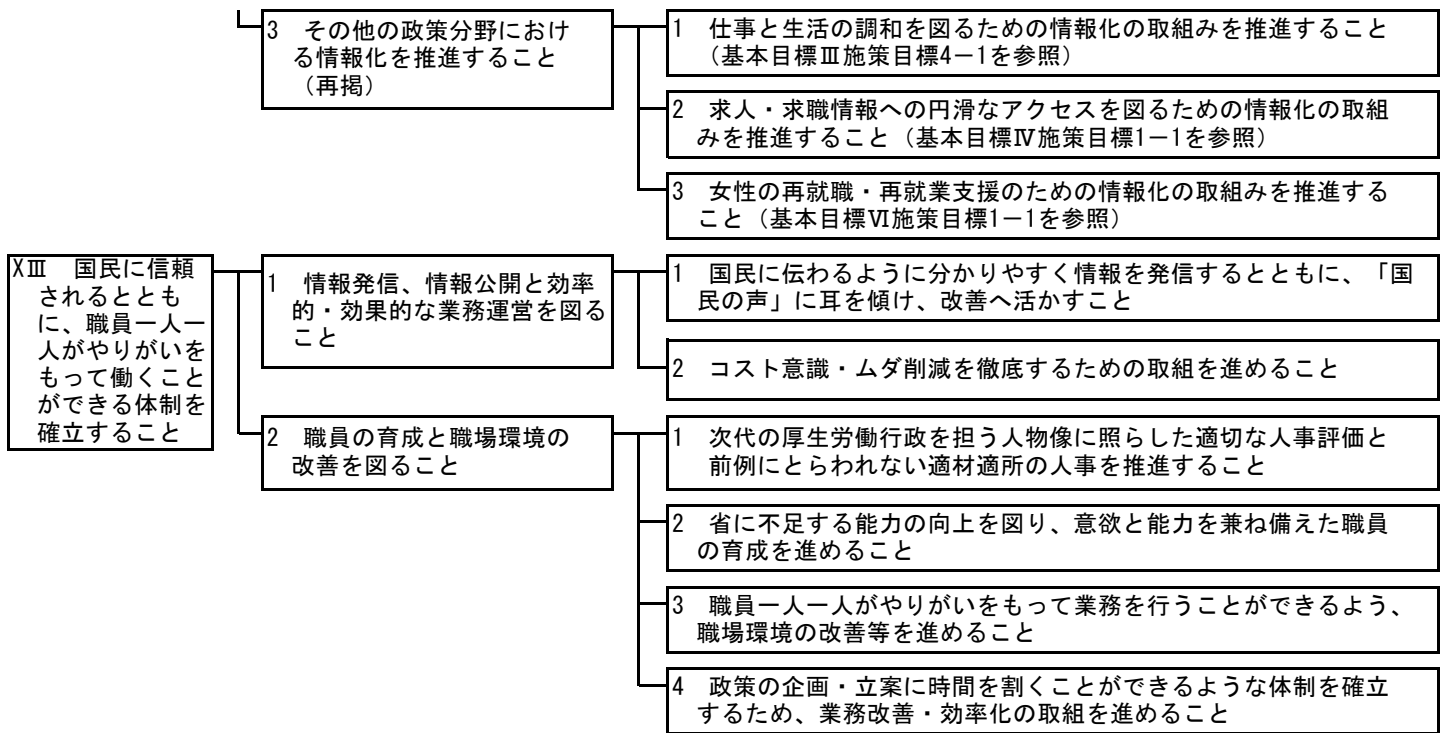 3　その他の政策分野におけ
る情報化を推進すること
（再掲）
1　仕事と生活の調和を図るための情報化の取組みを推進すること
（基本目標Ⅲ施策目標4－1を参照）
2　求人・求職情報への円滑なアクセスを図るための情報化の取組
みを推進すること（基本目標Ⅳ施策目標1－1を参照）
3　女性の再就職・再就業支援のための情報化の取組みを推進する
こと（基本目標Ⅵ施策目標1－1を参照）
XⅢ　国民に信頼
されるととも
に、職員一人一
人がやりがいを
もって働くこと
ができる体制を
確立すること
1　情報発信、情報公開と効率
的・効果的な業務運営を図る
こと
1　国民に伝わるように分かりやすく情報を発信するとともに、「国
民の声」に耳を傾け、改善へ活かすこと
2　コスト意識・ムダ削減を徹底するための取組を進めること
2　職員の育成と職場環境の
改善を図ること
1　次代の厚生労働行政を担う人物像に照らした適切な人事評価と
前例にとらわれない適材適所の人事を推進すること
2　省に不足する能力の向上を図り、意欲と能力を兼ね備えた職員
の育成を進めること
3　職員一人一人がやりがいをもって業務を行うことができるよう、
職場環境の改善等を進めること
4　政策の企画・立案に時間を割くことができるような体制を確立
するため、業務改善・効率化の取組を進めること